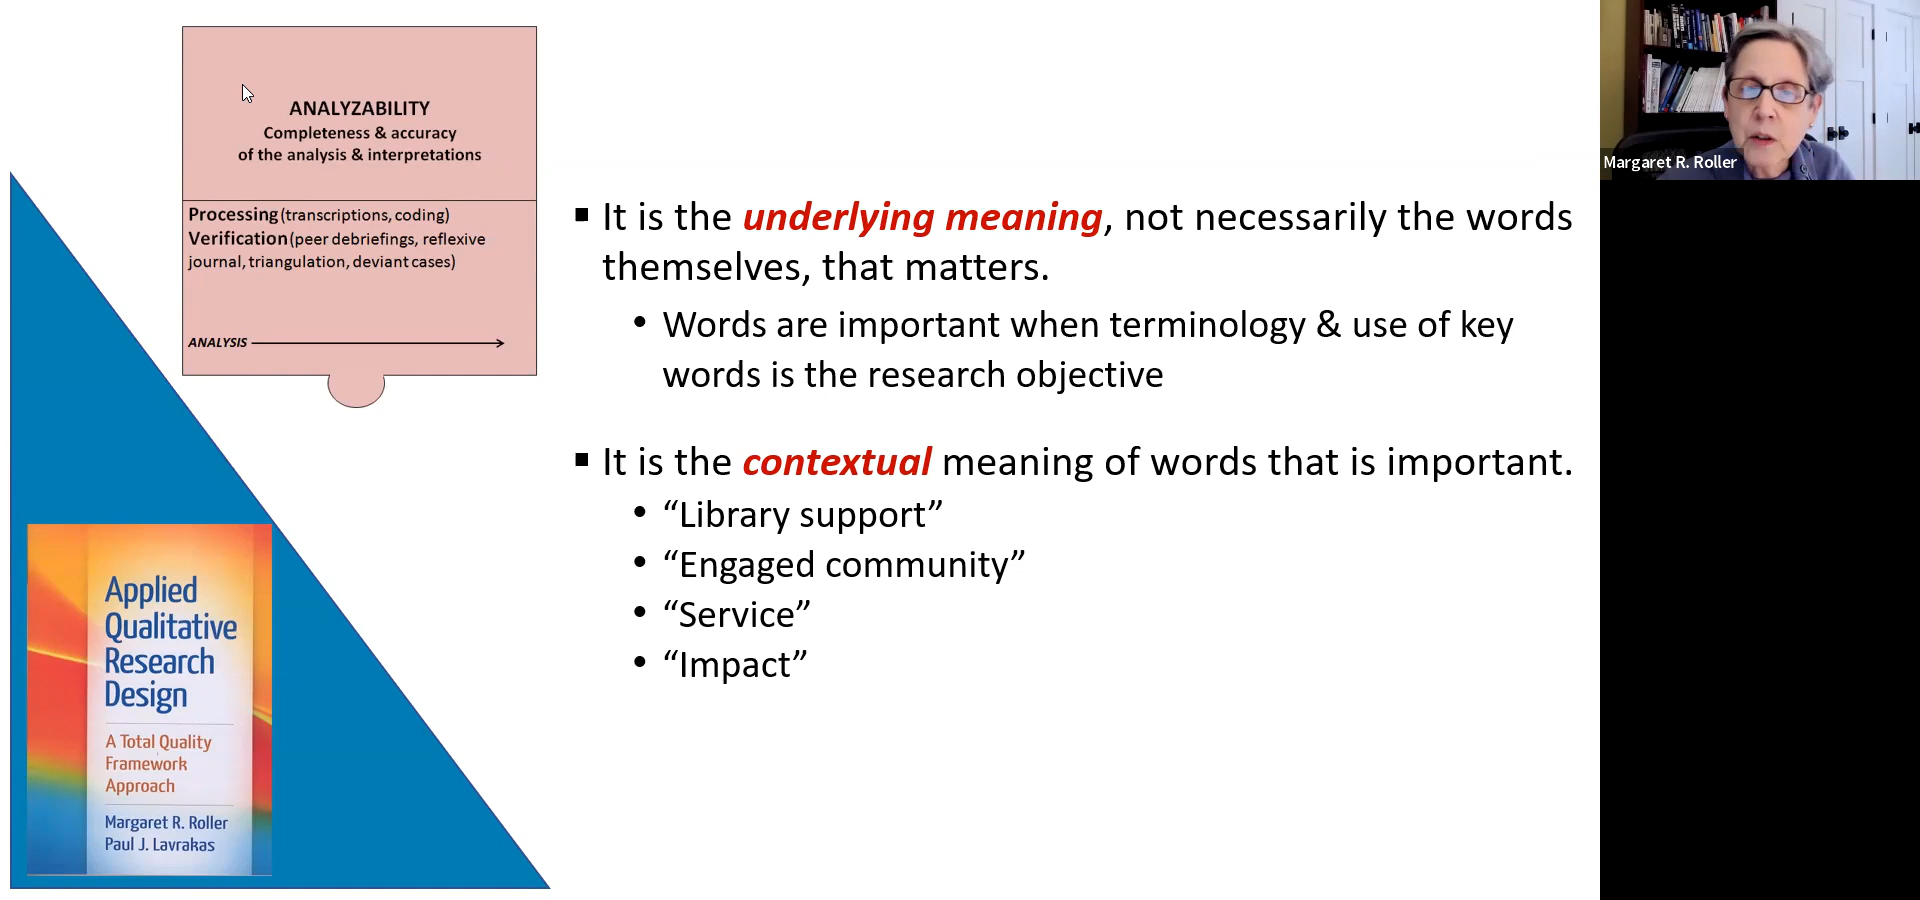 ANALYZABILITY
Completeness & accuracy
of the analysis & interpretations
Processing (transcriptions, coding)
Verification (peer debriefings, reflexive
journal, triangulation, deviant cases)
ANALYSIS
▪ It is the underlying meaning, not necessarily the words
themselves, that matters.
• Words are important when terminology & use of key
words is the research objective
▪ It is the contextual meaning of words that is important.
• “Library support”
• “Engaged community”
• “Service”
• “Impact”
Applied
Qualitative
Research
Design
A Total Quality
Framework
Approach
Margaret R. Roller
Paul J. Lavrakas
Margaret R. Roller